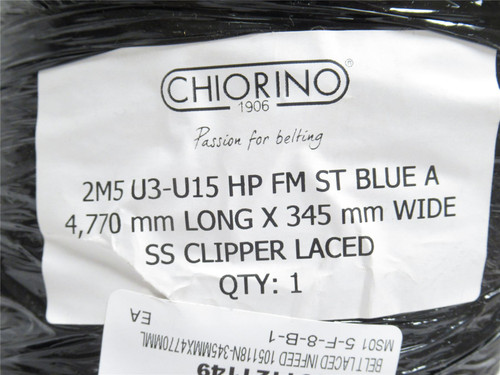 CHIORINO®
1906
Passion for belting
2M5 U3-U15 HP FM ST BLUE A
4,770 mm LONG X 345 mm WIDE
SS CLIPPER LACED
QTY: 1
EA
MS01 5-F-8-B-1
BELT LACED INFEED 105118N-345MMX4770MML